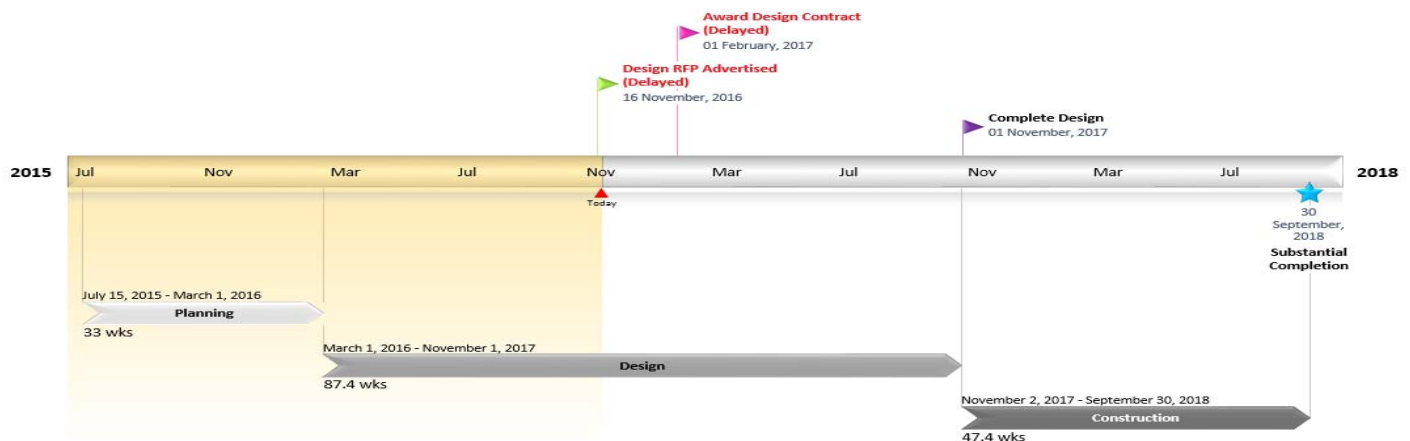 Award Design Contract
(Delayed)
01 February, 2017
Design RFP Advertised
(Delayed)
16 November, 2016
Complete Design
01 November, 2017
2015 Jul Nov Mar Jul Nov Mar Jul Nov Mar Jul 2018
Today
30
September,
2018
Substantial
Completion
July 15, 2015 - March 1, 2016
Planning
33 wks
March 1, 2016 - November 1, 2017
Design
87.4 wks
November 2, 2017 - September 30, 2018
Construction
47.4 wks